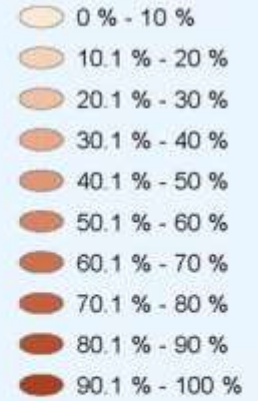 0 % - 10 %
10.1 % - 20 %
20.1 % - 30 %
30.1 % - 40 %
40.1 % - 50 %
50.1 % - 60 %
60.1 % - 70 %
70.1 % - 80 %
80.1 % - 90 %
90.1 % - 100 %